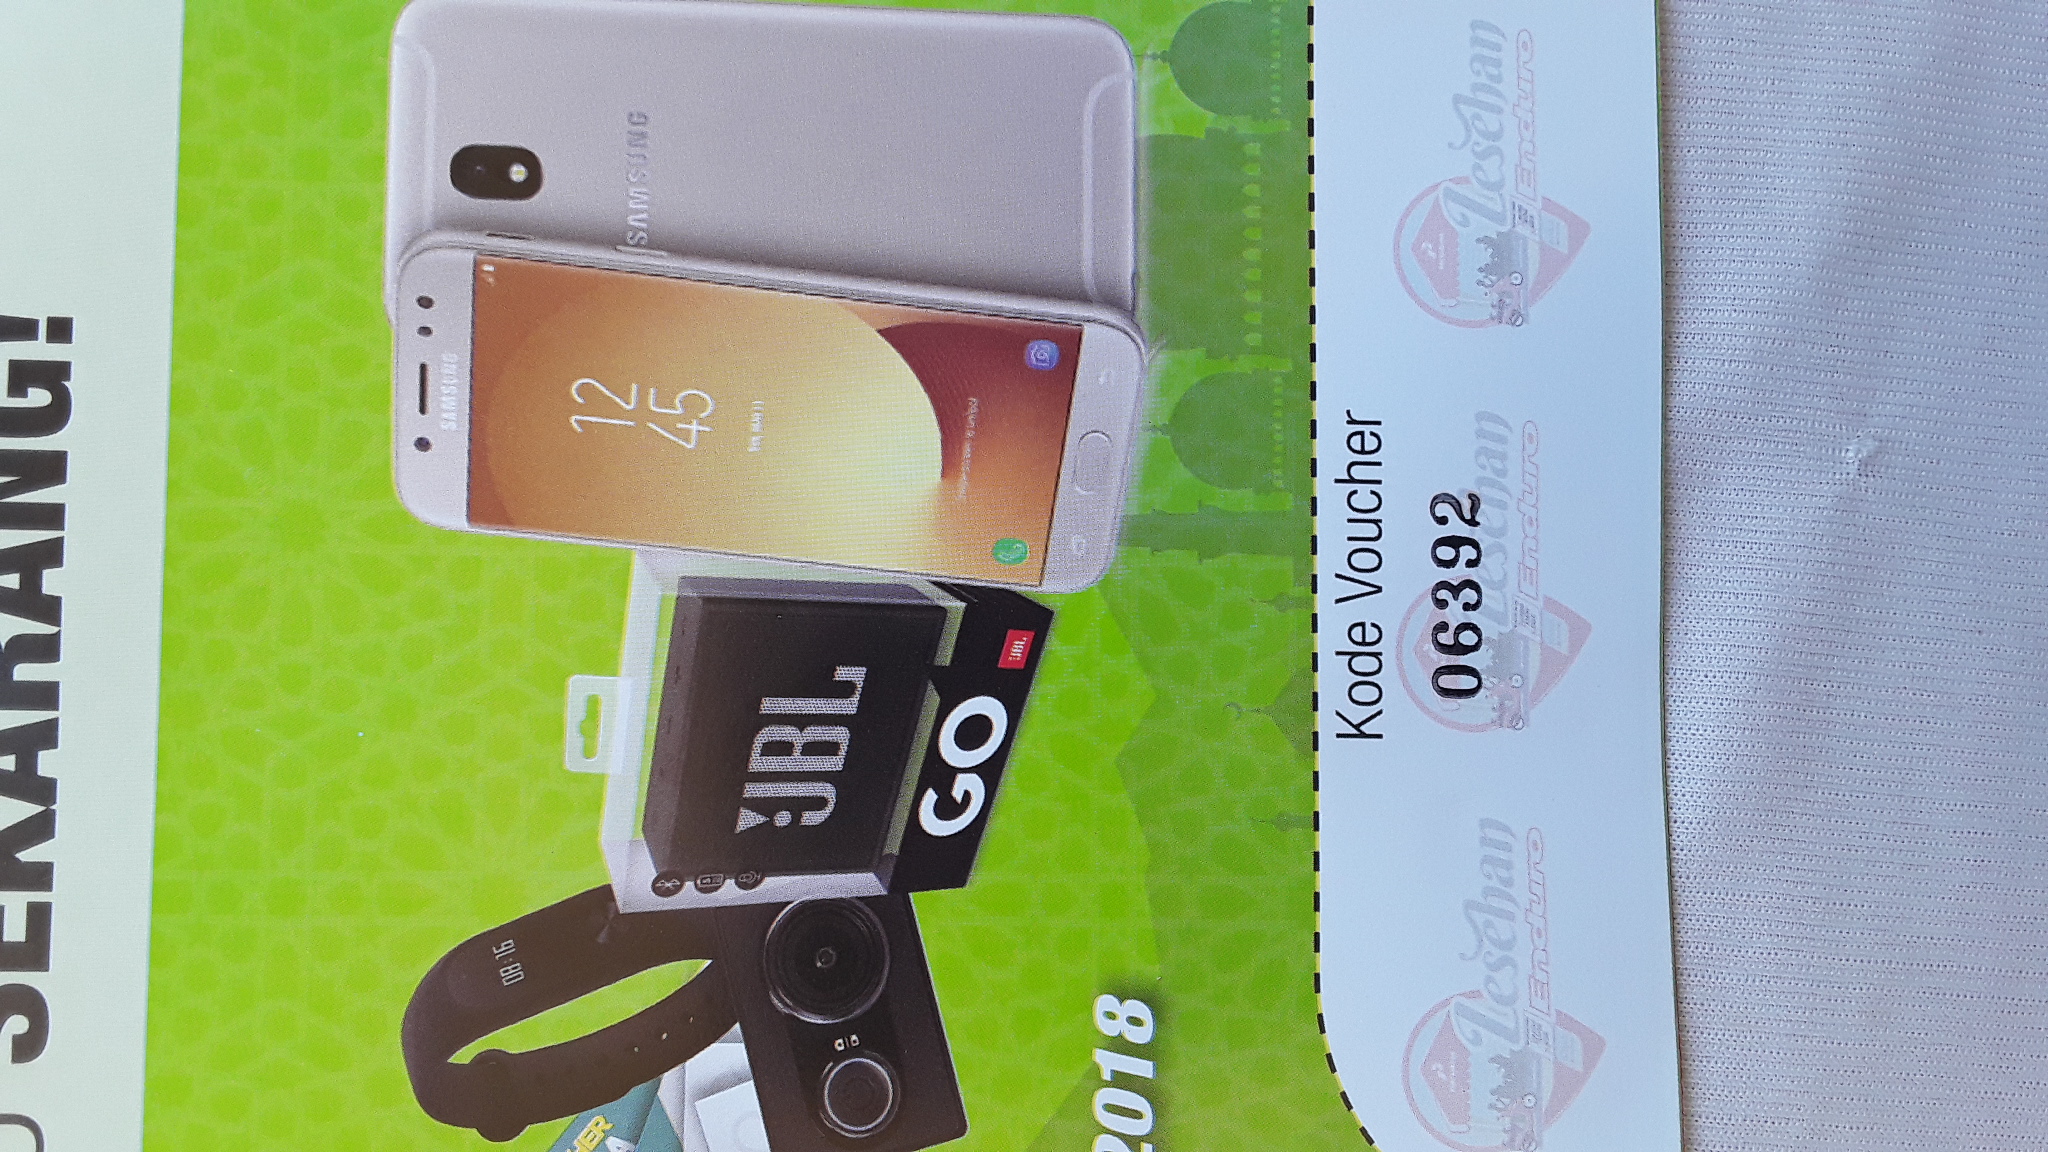 SEKARANG!
08:16
SAMSUNG
12
45
SAMSUNG
JBL
GO
JBL
2018
Kode Voucher
06392
Lesehan
Enduro
Lesehan
Enduro
Lesehan
Enduro